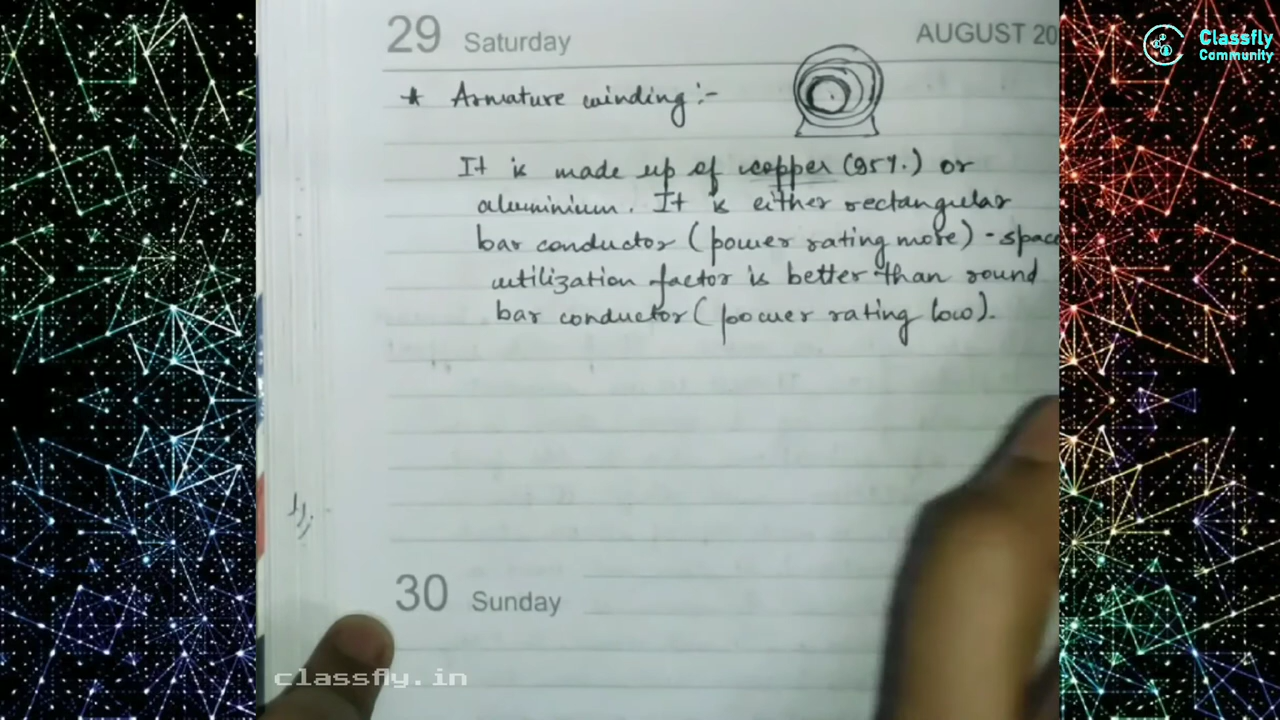 29 Saturday
AUGUST 20
Classfly
Community
* Armature winding :-
It is made up of copper (95%.) or
aluminium. It is either rectangular
bar conductor (power rating more) - space
utilization factor is better than round
bar conductor (power rating low).
30 Sunday
classfly.in